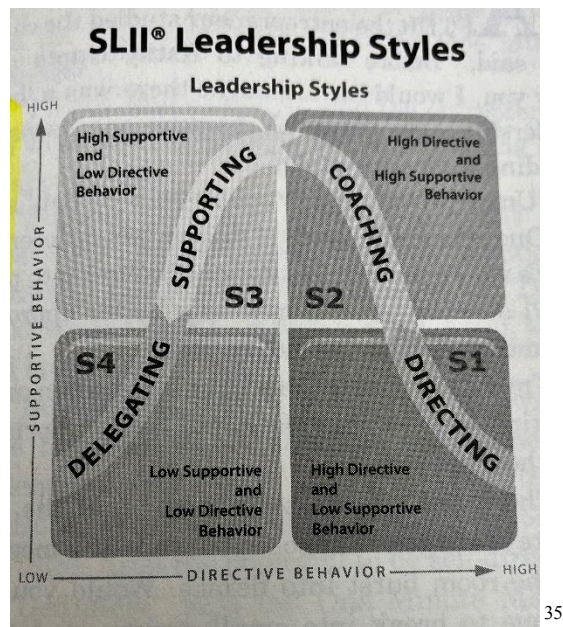 SLII® Leadership Styles
Leadership Styles
HIGH
High Supportive
and
Low Directive
Behavior
High Directive
and
High Supportive
Behavior
SUPPORTING
COACHING
SUPPORTIVE BEHAVIOR
S3
S2
S4
S1
DELEGATING
DIRECTING
Low Supportive
and
Low Directive
Behavior
High Directive
and
Low Supportive
Behavior
LOW
DIRECTIVE BEHAVIOR
HIGH
35